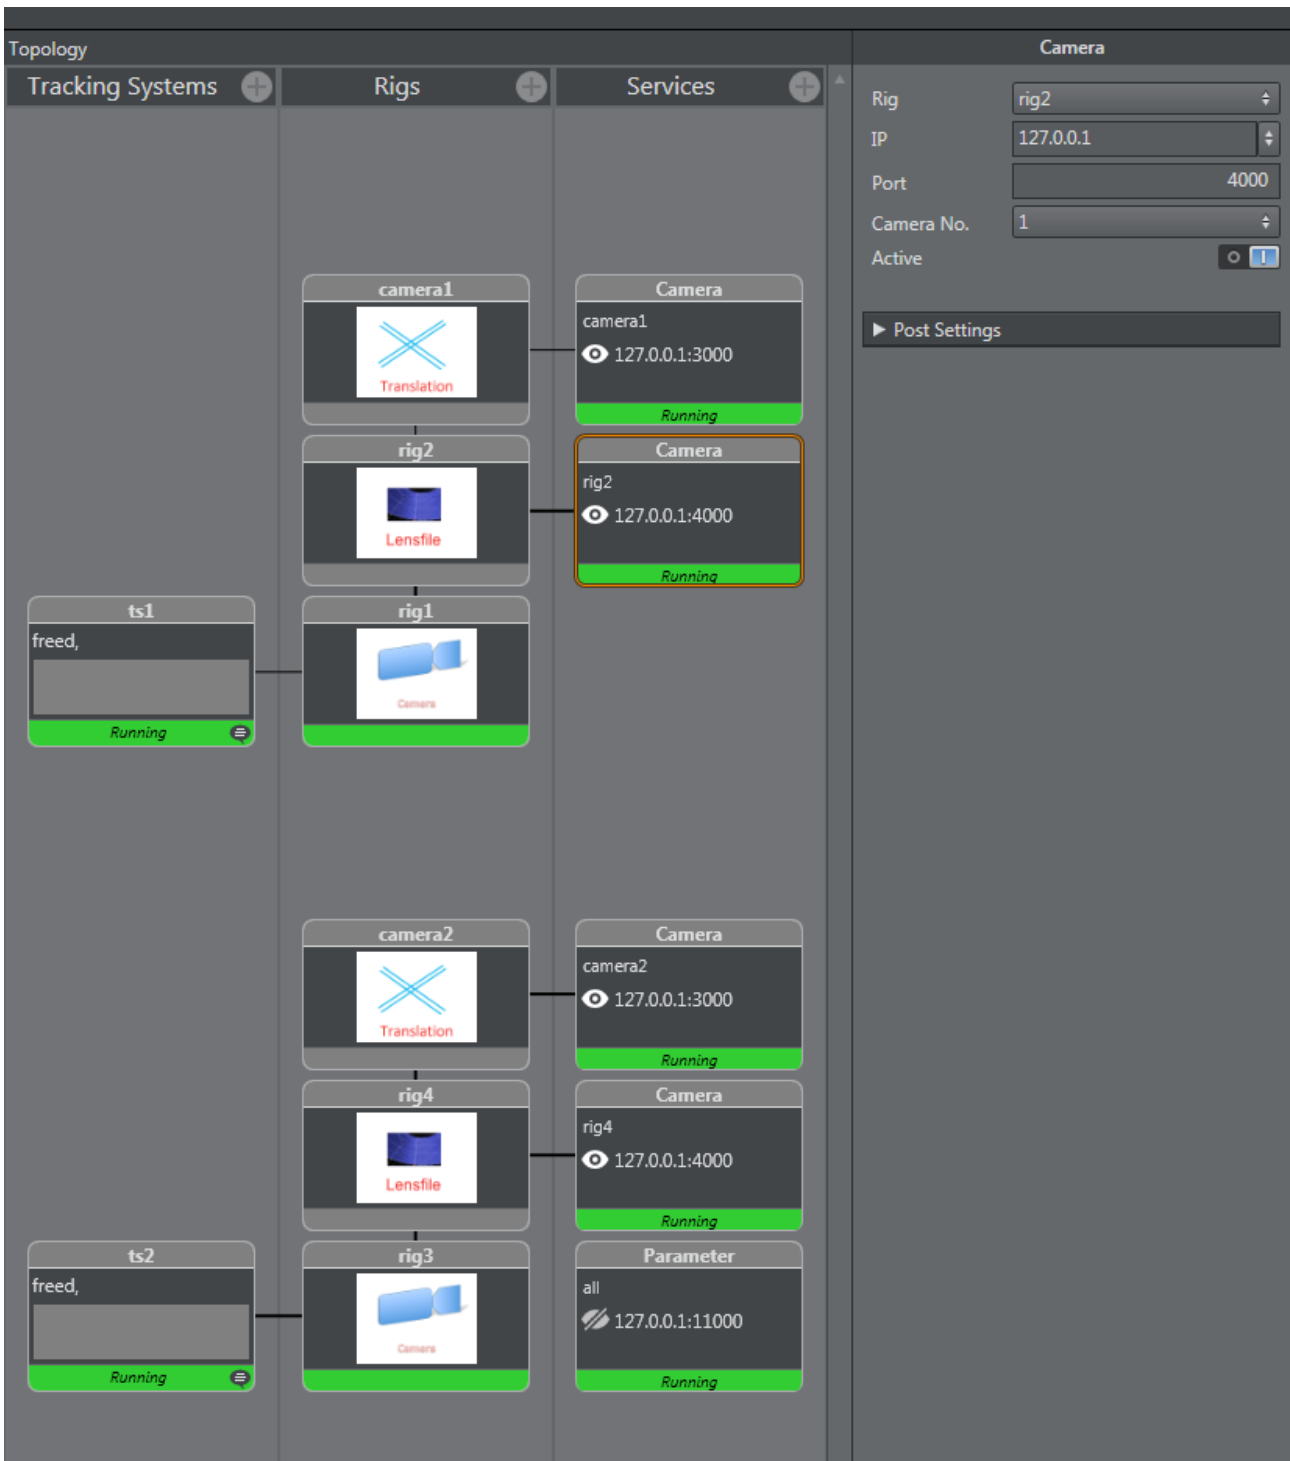 Topology
Tracking Systems
Rigs
Services
camera1
Translation
Camera
camera1
127.0.0.1:3000
Running
rig2
Lensfile
Camera
rig2
127.0.0.1:4000
Running
ts1
freed,
Running
rig1
Camera
camera2
Translation
Camera
camera2
127.0.0.1:3000
Running
rig4
Lensfile
Camera
rig4
127.0.0.1:4000
Running
ts2
freed,
Running
rig3
Camera
Parameter
all
127.0.0.1:11000
Running
Camera
Rig rig2
IP 127.0.0.1
Port 4000
Camera No. 1
Active
Post Settings